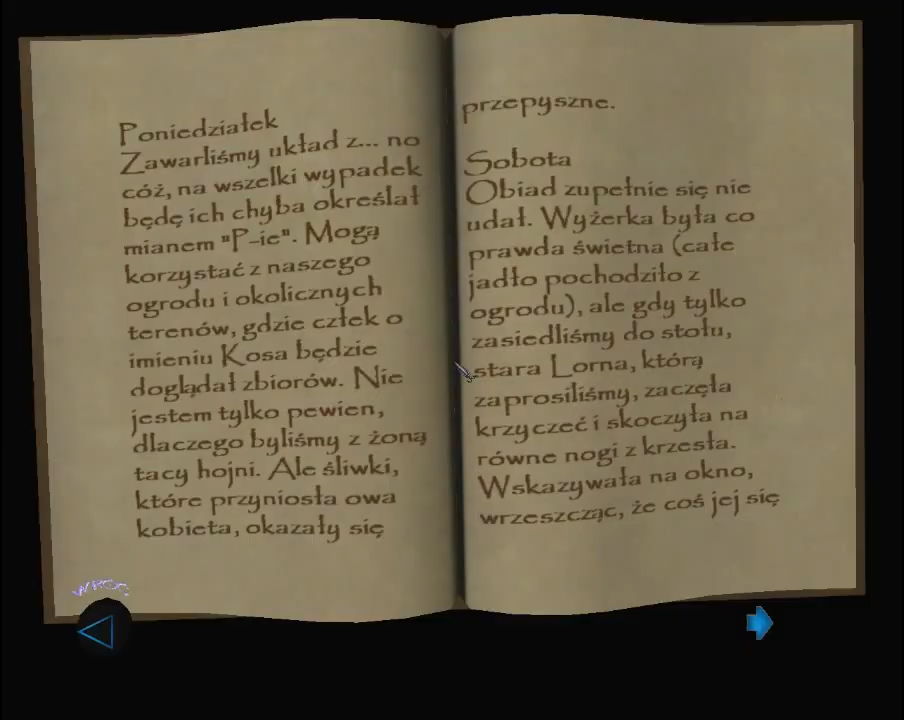 Poniedziałek
Zawarliśmy układ z... no
cóż, na wszelki wypadek
będę ich chyba określał
mianem "P-ie". Mogą
korzystać z naszego
ogrodu i okolicznych
terenów, gdzie człek o
imieniu Kosa będzie
doglądał zbiorów. Nie
jestem tylko pewien,
dlaczego byliśmy z żoną
tacy hojni. Ale śliwki,
które przyniosła owa
kobieta, okazały się
przepyszne.
Sobota
Obiad zupełnie się nie
udał. Wyżerka była co
prawda świetna (całe
jadło pochodziło z
ogrodu), ale gdy tylko
zasiedliśmy do stołu,
stara Lorna, którą
zaprosiliśmy, zaczęła
krzyczeć i skoczyła na
równe nogi z krzesła.
Wskazywała na okno,
wrzeszcząc, że coś jej się
WRÓĆ